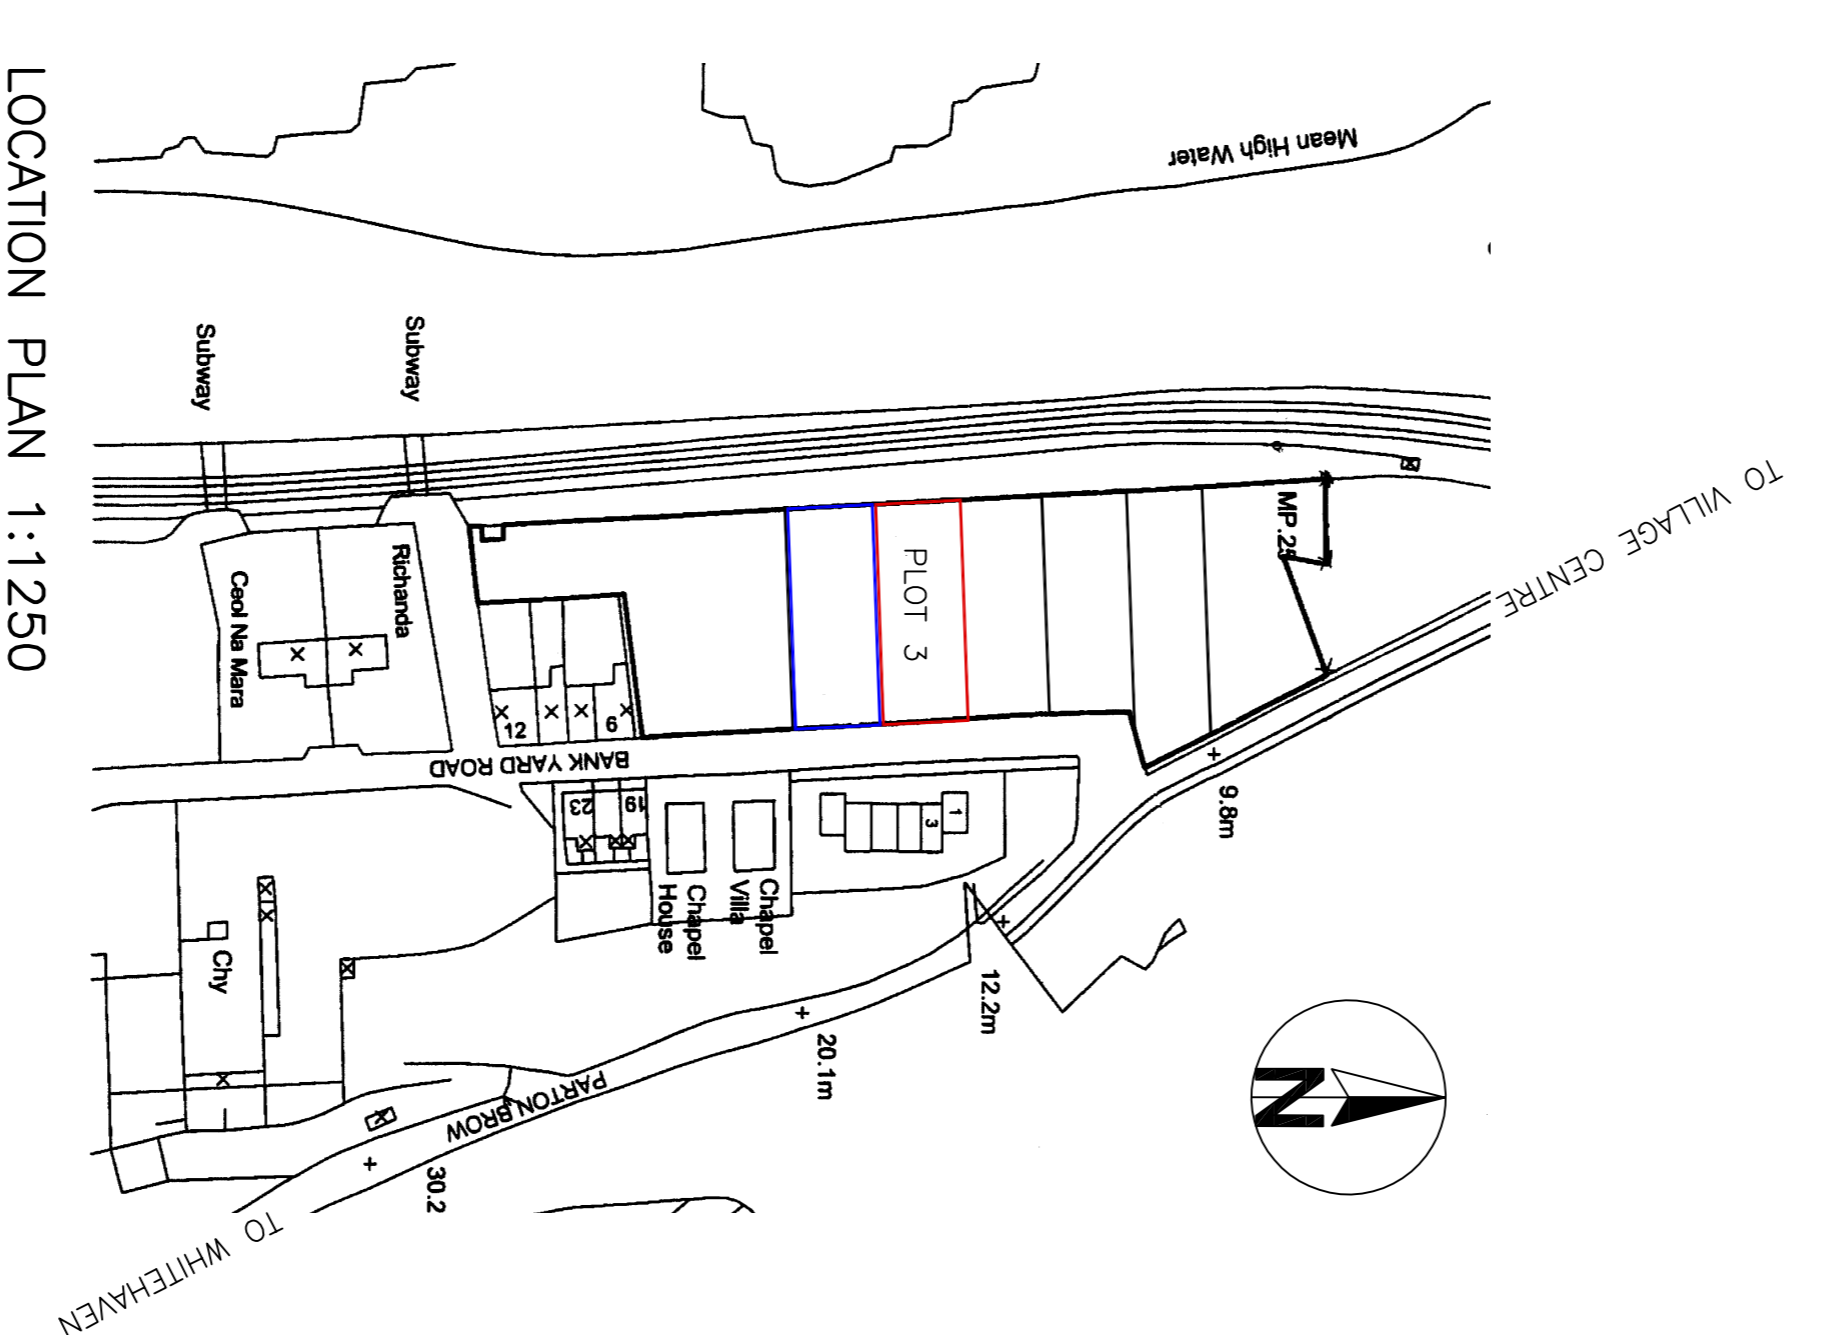 LOCATION PLAN 1:1250
Mean High Water
Subway
Subway
TO VILLAGE CENTRE
MP.25
PLOT 3
Richanda
Ceol Na Mara
12
9
BANK YARD ROAD
23
19
1
3
9.8m
Chapel
Villa
Chapel
House
Chy
12.2m
20.1m
PARTON BROW
30.2
TO WHITEHAVEN
N